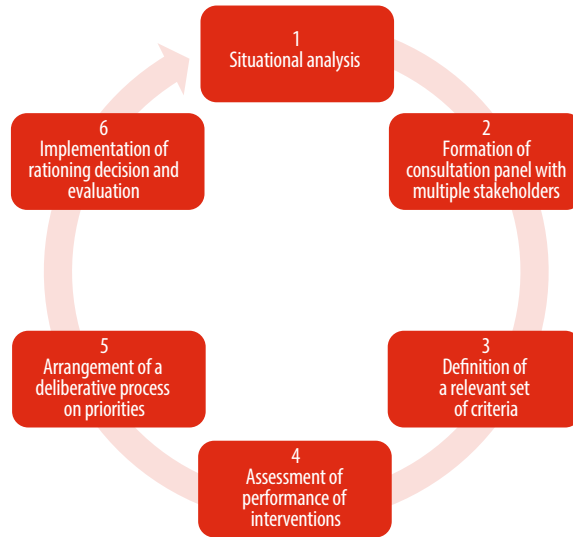 1
Situational analysis
2
Formation of
consultation panel with
multiple stakeholders
3
Definition of
a relevant set
of criteria
4
Assessment of
performance of
interventions
5
Arrangement of a
deliberative process
on priorities
6
Implementation of
rationing decision and
evaluation